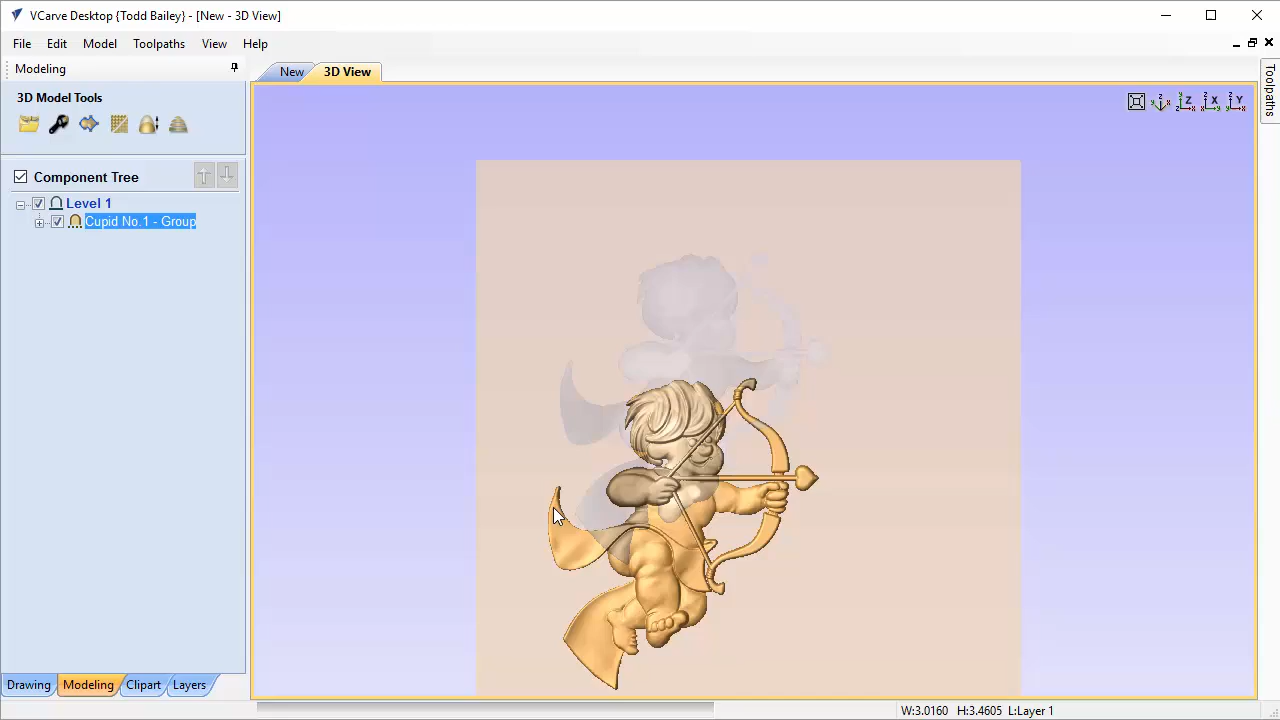 VCarve Desktop {Todd Bailey} - [New - 3D View]
File Edit Model Toolpaths View Help
Modeling
New 3D View
Toolpaths
3D Model Tools
Component Tree
Level 1
Cupid No.1 - Group
Drawing Modeling Clipart Layers
W:3.0160 H:3.4605 L:Layer 1